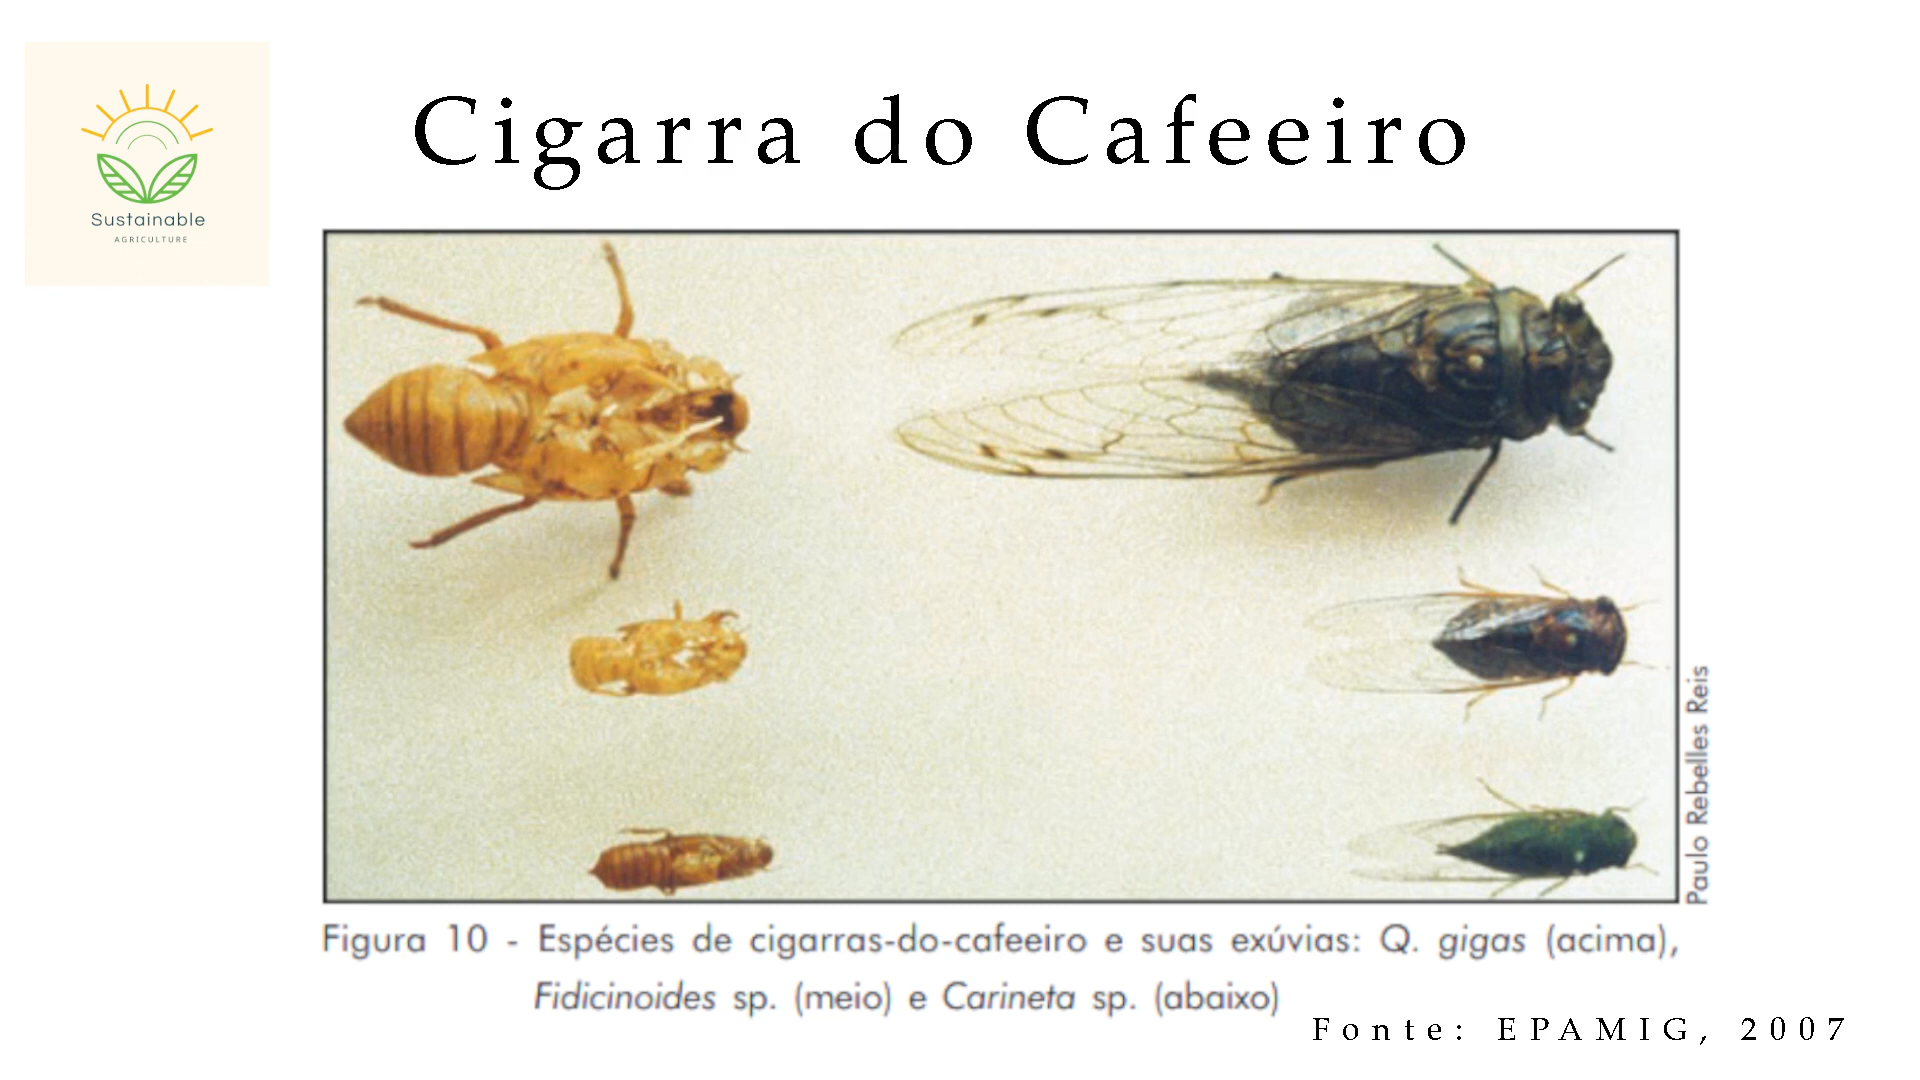 Sustainable
AGRICULTURE
Cigarra do Cafeeiro
Paulo Rebelles Reis
Figura 10 - Espécies de cigarras-do-cafeeiro e suas exúvias: Q. gigas (acima),
Fidicinoides sp. (meio) e Carineta sp. (abaixo)
Fonte: EPAMIG, 2007